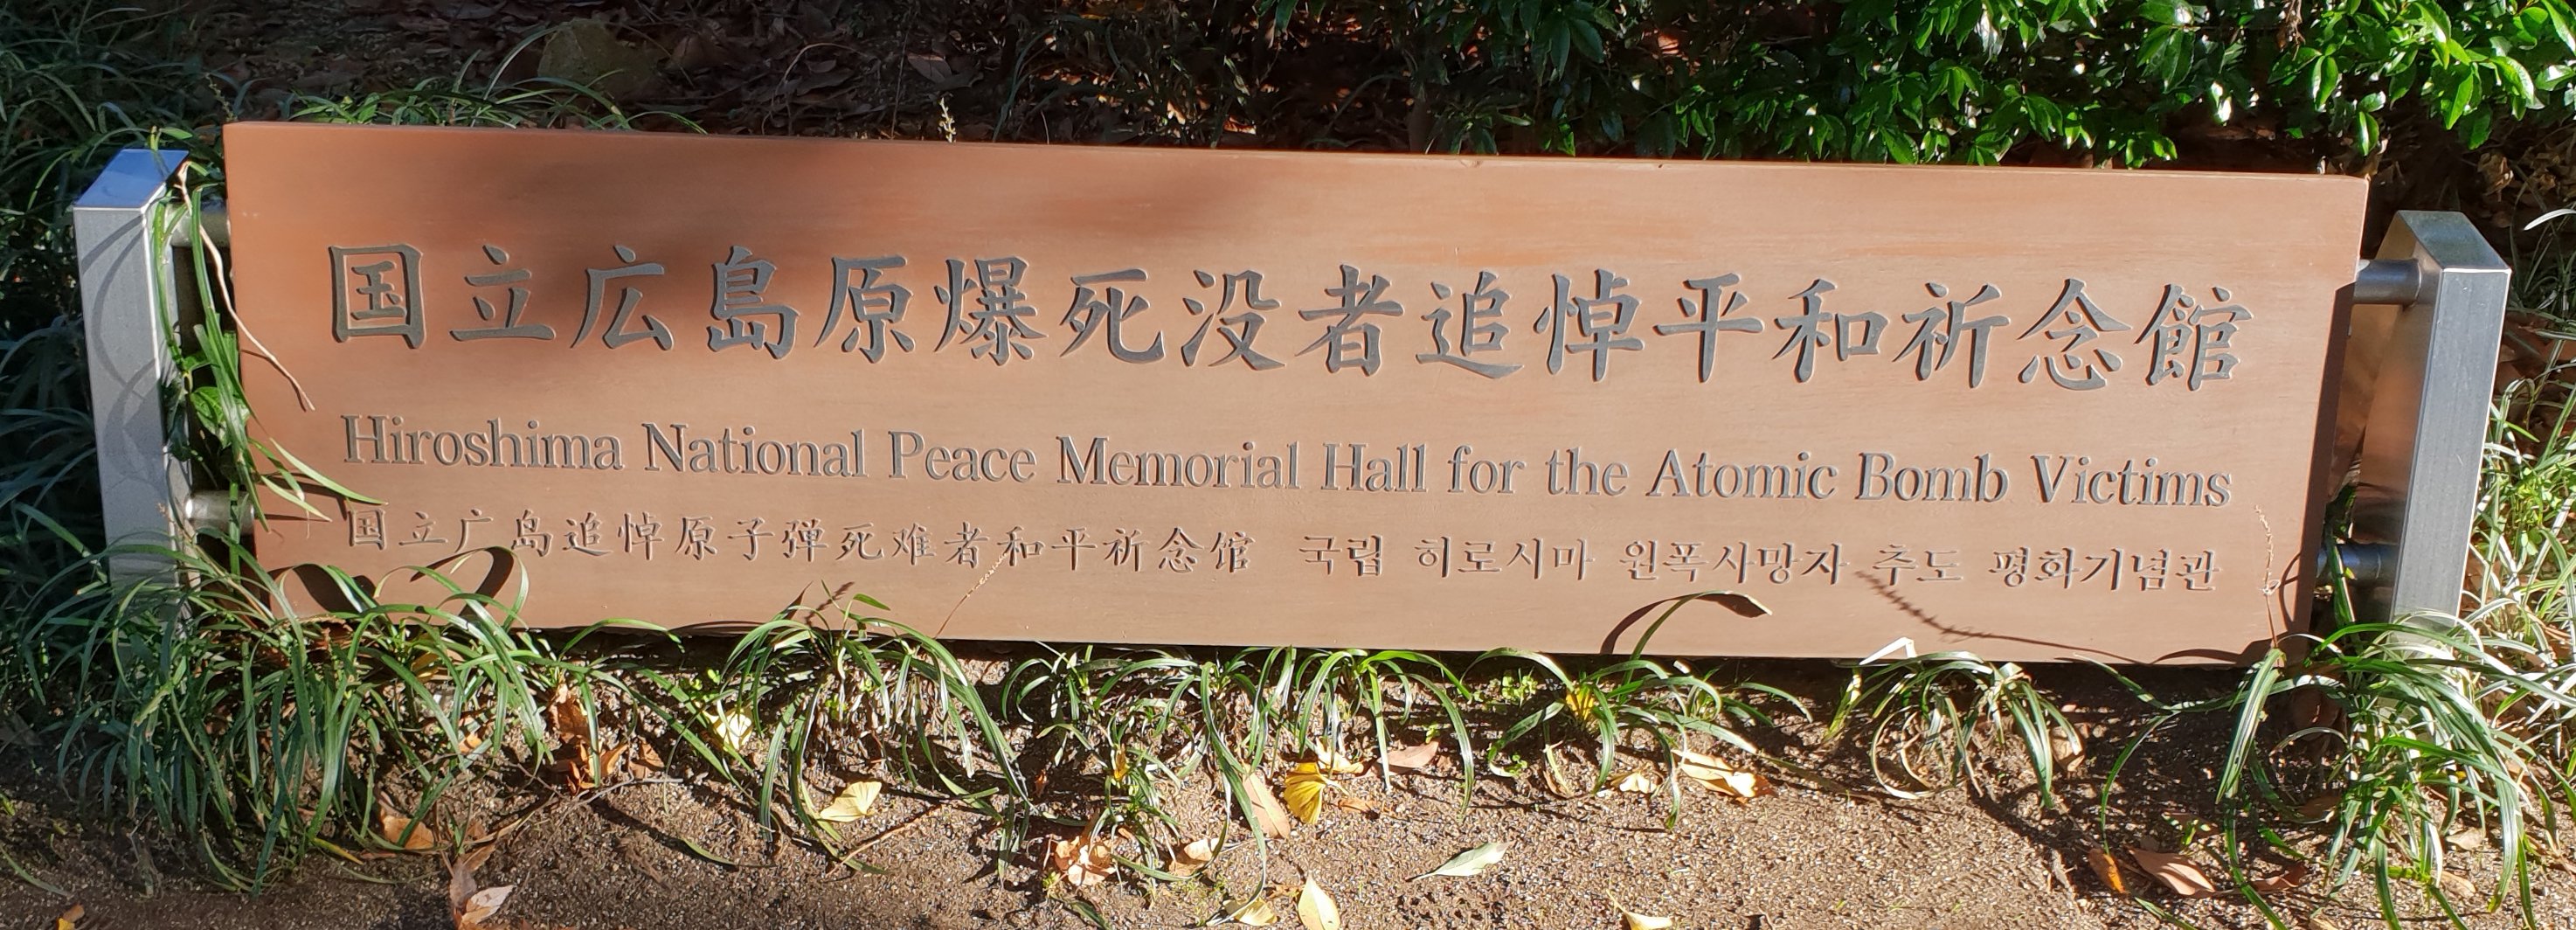 国立広島原爆死没者追悼平和祈念館
Hiroshima National Peace Memorial Hall for the Atomic Bomb Victims
国立广岛追悼原子弹死难者和平祈念馆 국립 히로시마 원폭사망자 추도 평화기념관